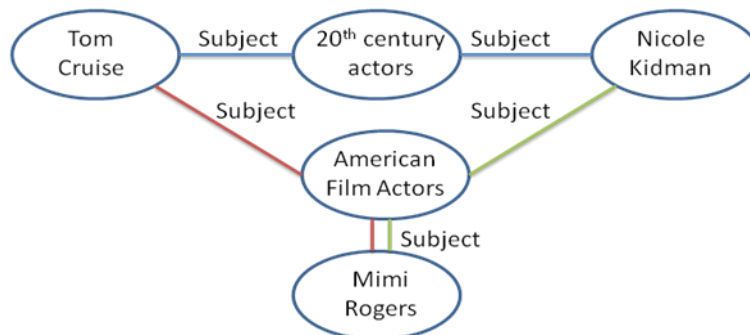 Tom
Cruise
Subject
20th century
actors
Subject
Nicole
Kidman
Subject
Subject
American
Film Actors
Subject
Mimi
Rogers